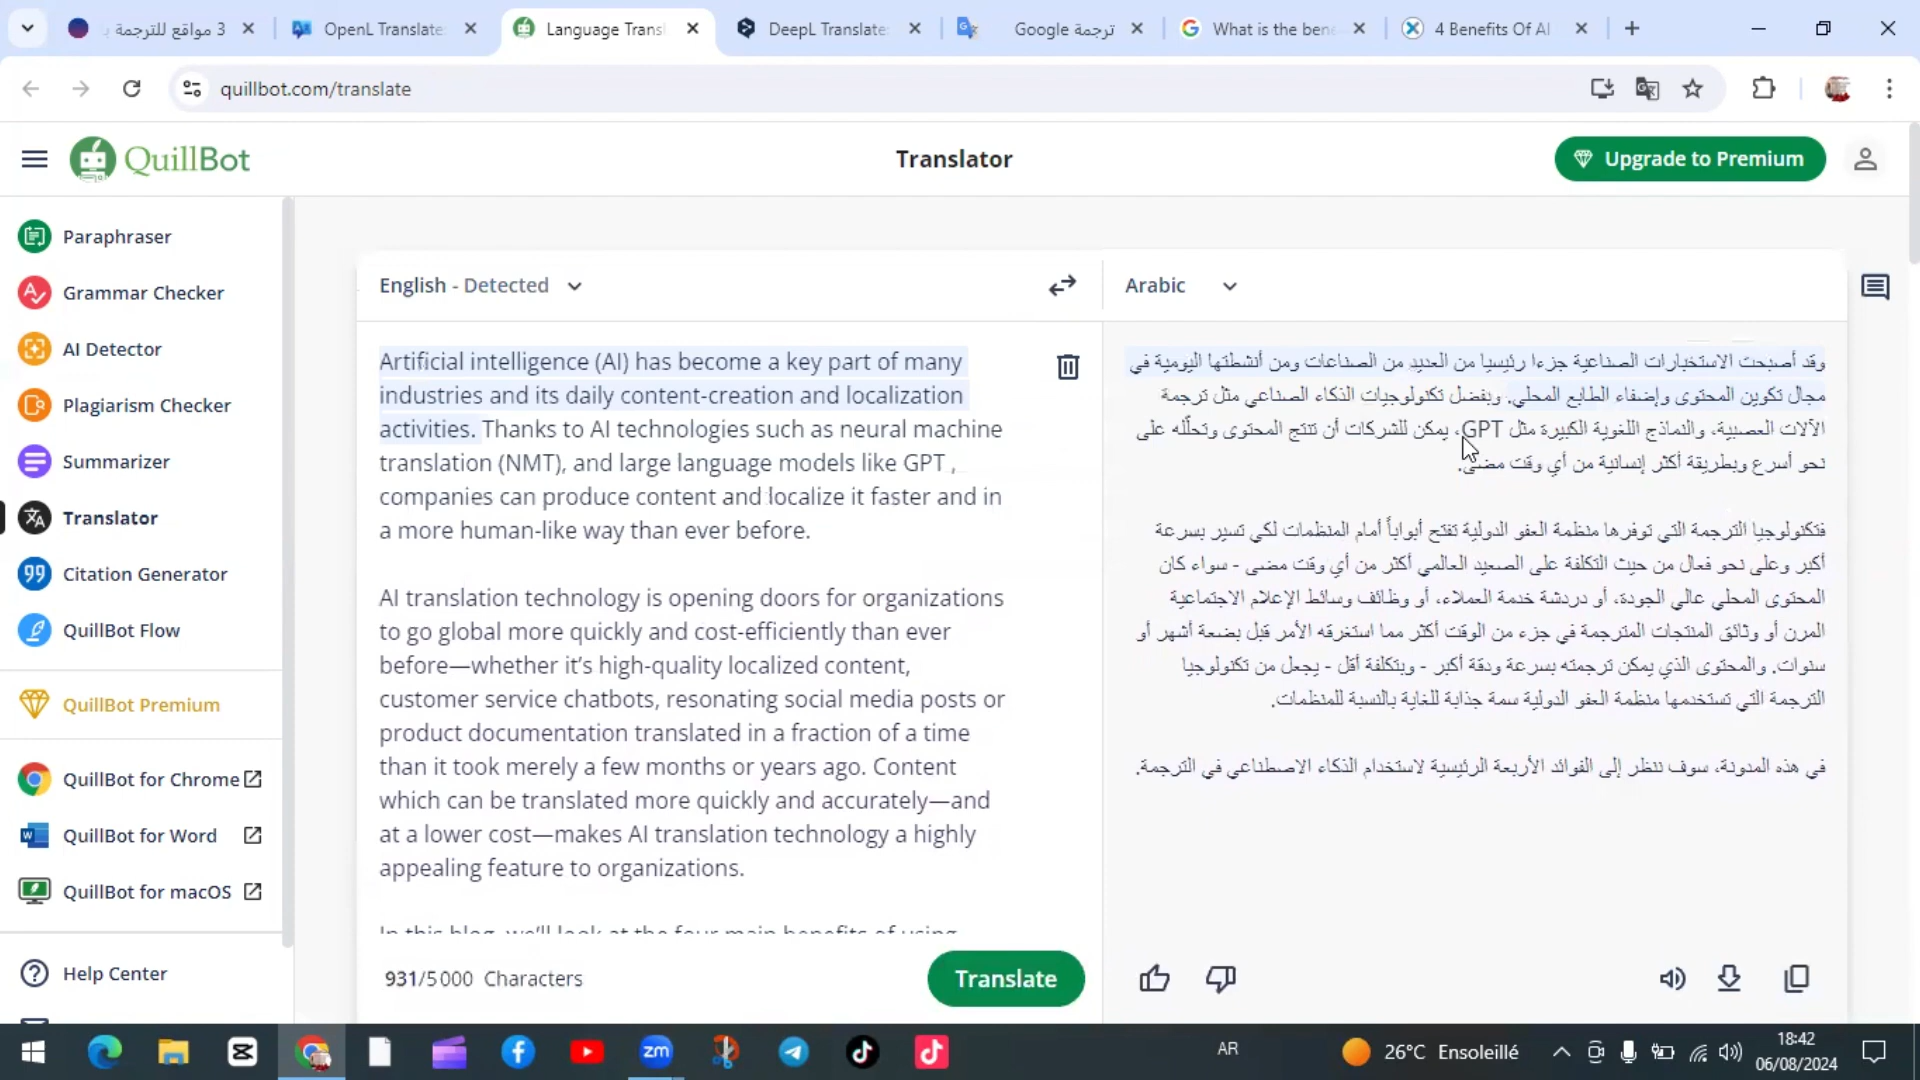 3 مواقع للترجمة
OpenL Translate
Language Transl
DeepL Translate
ترجمة Google
What is the bene
4 Benefits Of AI
quillbot.com/translate
QuillBot
Translator
Upgrade to Premium
Paraphraser
Grammar Checker
AI Detector
Plagiarism Checker
Summarizer
Translator
Citation Generator
QuillBot Flow
QuillBot Premium
QuillBot for Chrome
QuillBot for Word
QuillBot for macOS
Help Center
English - Detected
Arabic
Artificial intelligence (AI) has become a key part of many
industries and its daily content-creation and localization
activities. Thanks to AI technologies such as neural machine
translation (NMT), and large language models like GPT ,
companies can produce content and localize it faster and in
a more human-like way than ever before.
AI translation technology is opening doors for organizations
to go global more quickly and cost-efficiently than ever
before—whether it's high-quality localized content,
customer service chatbots, resonating social media posts or
product documentation translated in a fraction of a time
than it took merely a few months or years ago. Content
which can be translated more quickly and accurately—and
at a lower cost—makes AI translation technology a highly
appealing feature to organizations.
In this blog, we'll look at the four main benefits of using
931/5000 Characters
Translate
وقد أصبحت الاستخبارات الصناعية جزءا رئيسيا من العديد من الصناعات ومن أنشطتها اليومية في
مجال تكوين المحتوى وإضفاء الطابع المحلي. وبفضل تكنولوجيات الذكاء الصناعي مثل ترجمة
الآلات العصبية، والنماذج اللغوية الكبيرة مثل GPT، يمكن للشركات أن تنتج المحتوى وتحلّله على
نحو أسرع وبطريقة أكثر إنسانية من أي وقت مضى.
فتكنولوجيا الترجمة التي توفرها منظمة العفو الدولية تفتح أبواباً أمام المنظمات لكي تسير بسرعة
أكبر وعلى نحو فعال من حيث التكلفة على الصعيد العالمي أكثر من أي وقت مضى - سواء كان
المحتوى المحلي عالي الجودة، أو دردشة خدمة العملاء، أو وظائف وسائط الإعلام الاجتماعية
المرن أو وثائق المنتجات المترجمة في جزء من الوقت أكثر مما استغرقه الأمر قبل بضعة أشهر أو
سنوات. والمحتوى الذي يمكن ترجمته بسرعة ودقة أكبر - وبتكلفة أقل - يجعل من تكنولوجيا
الترجمة التي تستخدمها منظمة العفو الدولية سمة جذابة للغاية بالنسبة للمنظمات.
في هذه المدونة، سوف ننظر إلى الفوائد الأربعة الرئيسية لاستخدام الذكاء الاصطناعي في الترجمة.
zm
AR
26°C Ensoleillé
18:42
06/08/2024